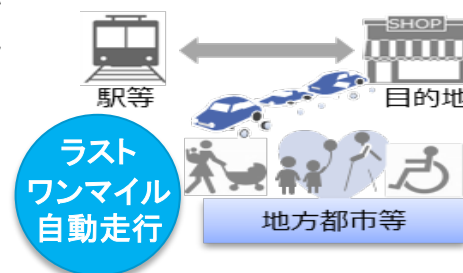 SHOP
駅等
目的地
ラスト
ワンマイル
自動走行
地方都市等